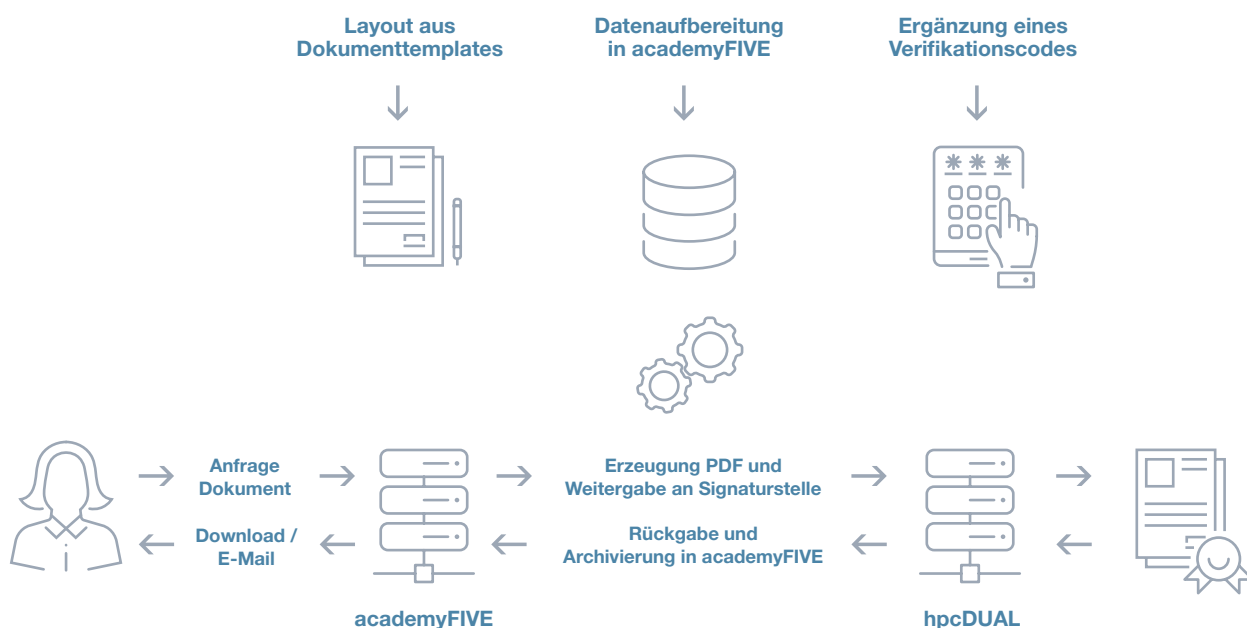 Layout aus
Dokumenttemplates
Datenaufbereitung
in academyFIVE
Ergänzung eines
Verifikationscodes
Anfrage
Dokument
Erzeugung PDF und
Weitergabe an Signaturstelle
Download /
E-Mail
Rückgabe und
Archivierung in academyFIVE
academyFIVE
hpcDUAL